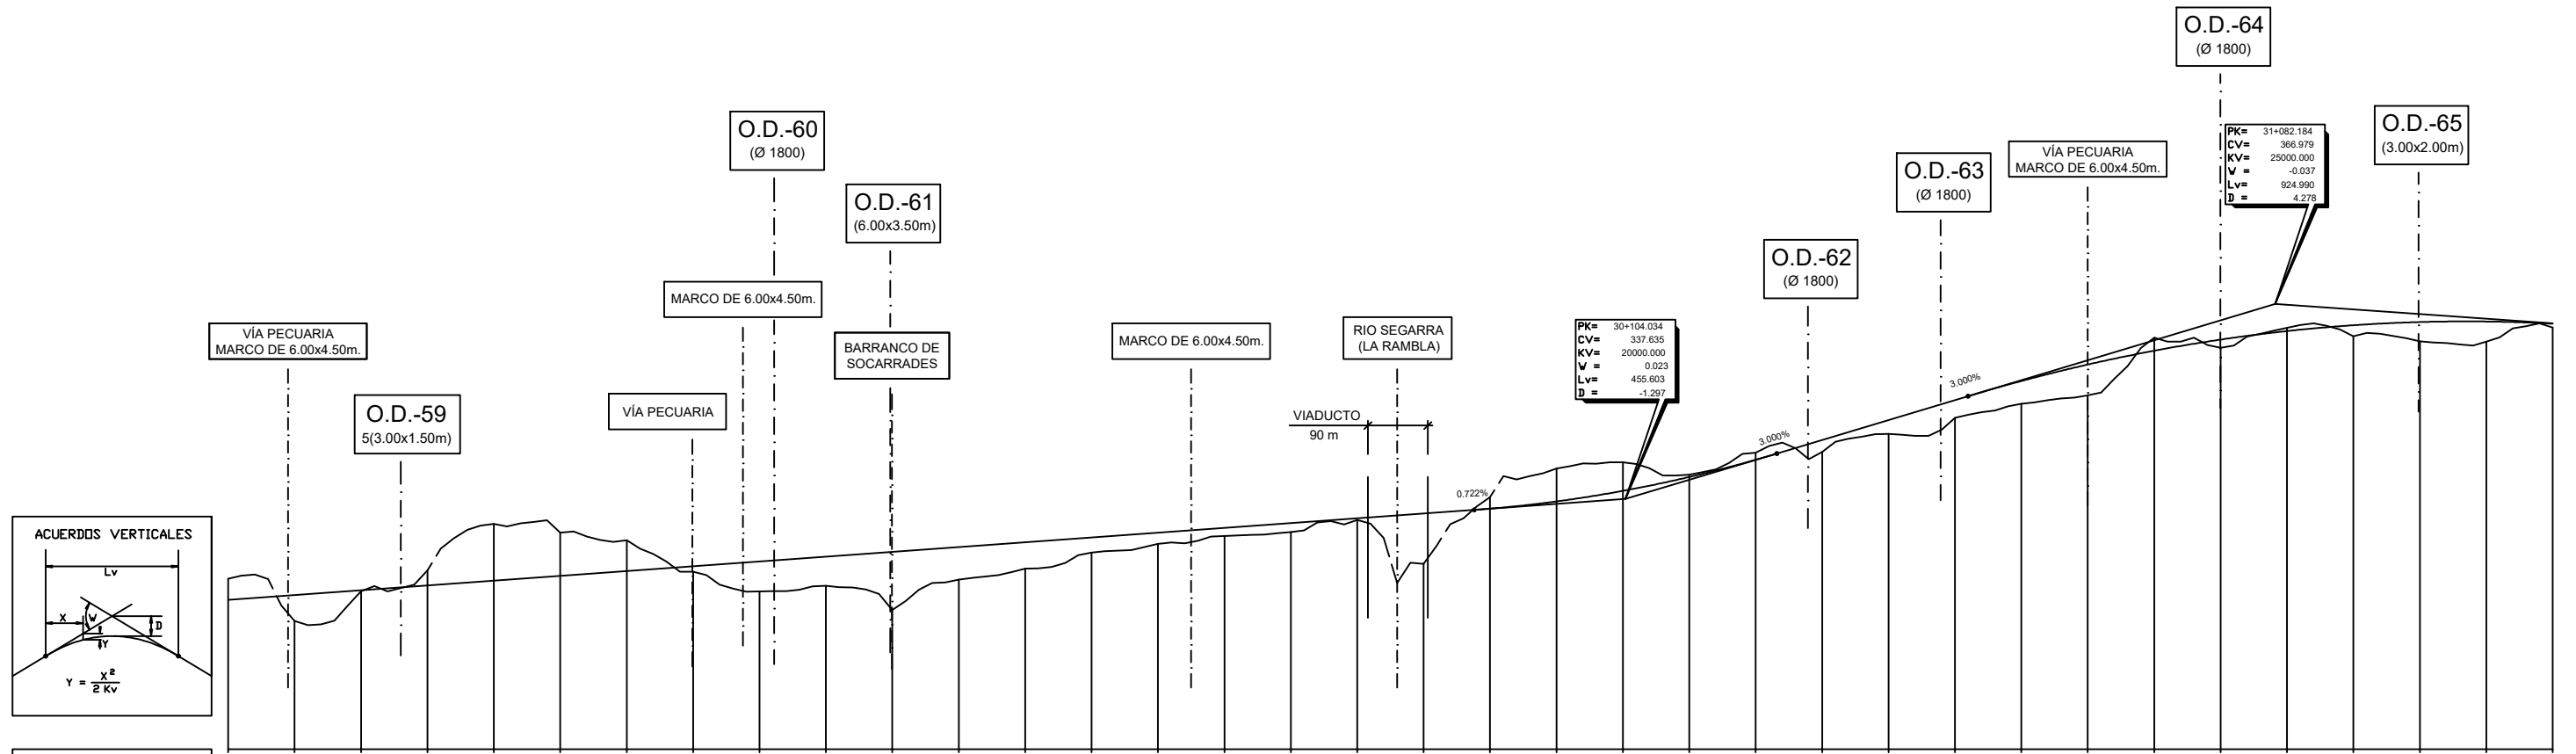 O.D.-64
(Ø 1800)
O.D.-60
(Ø 1800)
O.D.-65
(3.00x2.00m)
PK= 31+082.184
CV= 366.979
KV= 25000.000
W = -0.037
Lv= 924.990
D = 4.278
VÍA PECUARIA
MARCO DE 6.00x4.50m.
O.D.-63
(Ø 1800)
O.D.-61
(6.00x3.50m)
O.D.-62
(Ø 1800)
MARCO DE 6.00x4.50m.
VÍA PECUARIA
MARCO DE 6.00x4.50m.
BARRANCO DE
SOCARRADES
MARCO DE 6.00x4.50m.
RIO SEGARRA
(LA RAMBLA)
PK= 30+104.034
CV= 337.635
KV= 20000.000
W = 0.023
Lv= 455.603
D = -1.297
3.000%
O.D.-59
5(3.00x1.50m)
VÍA PECUARIA
VIADUCTO
90 m
3.000%
0.722%
ACUERDOS VERTICALES
Lv
X
W
D
Y
Y = X²
2 Kv